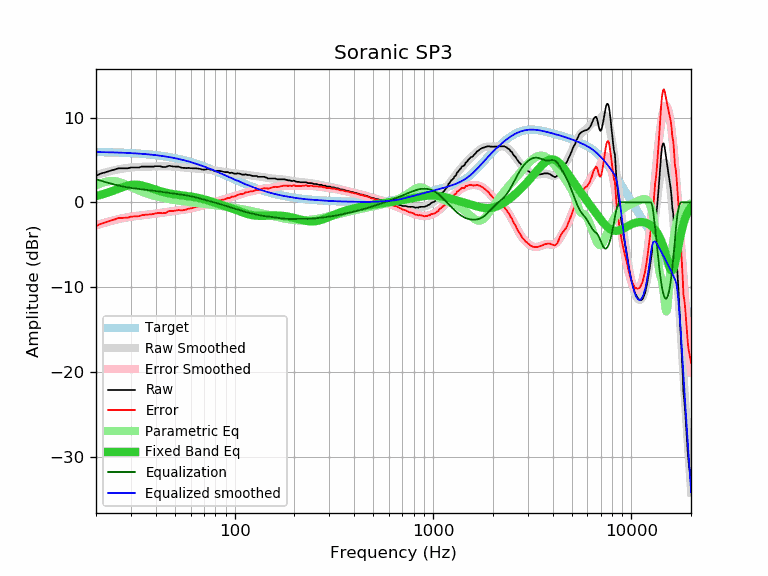 Soranic SP3
10
0
−10
−20
−30
Amplitude (dBr)
Target
Raw Smoothed
Error Smoothed
Raw
Error
Parametric Eq
Fixed Band Eq
Equalization
Equalized smoothed
100
1000
10000
Frequency (Hz)